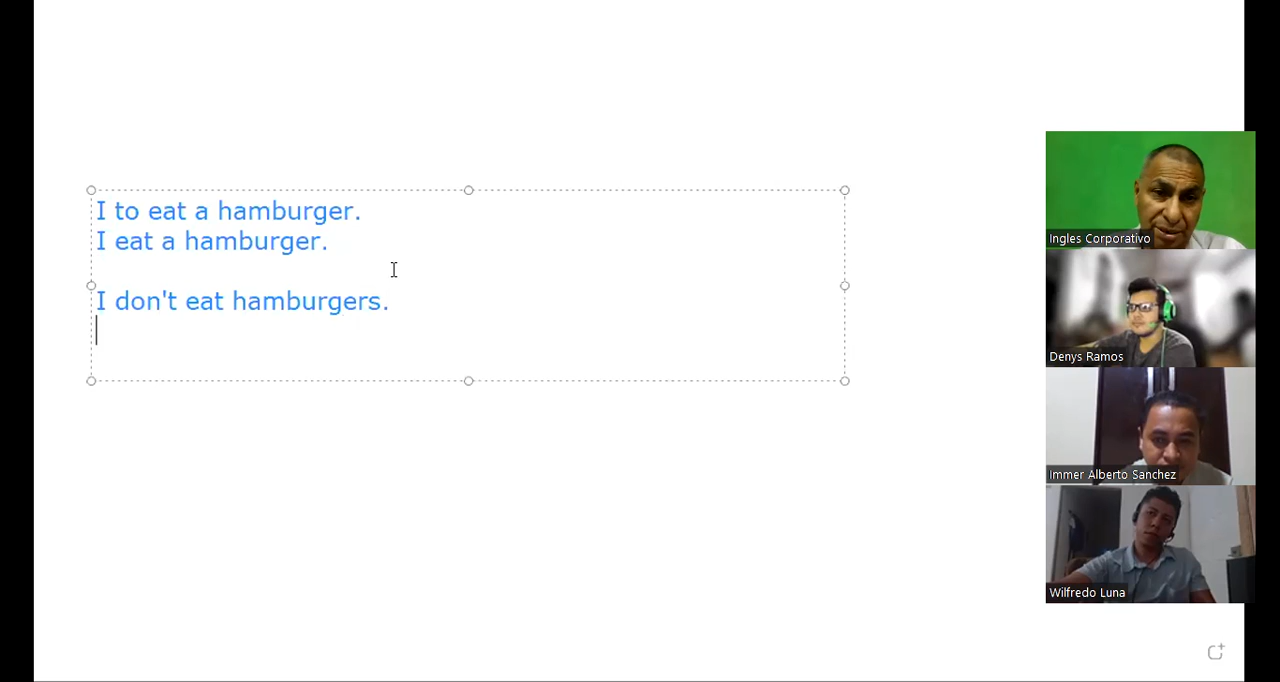 I to eat a hamburger.
I eat a hamburger.
I don't eat hamburgers.
Ingles Corporativo
Denys Ramos
Immer Alberto Sanchez
Wilfredo Luna